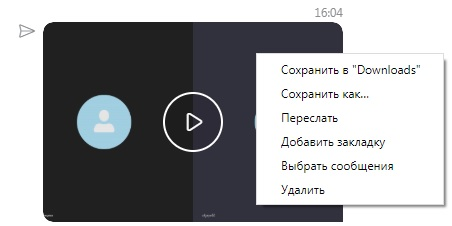 16:04
Сохранить в "Downloads"
Сохранить как...
Переслать
Добавить закладку
Выбрать сообщения
Удалить